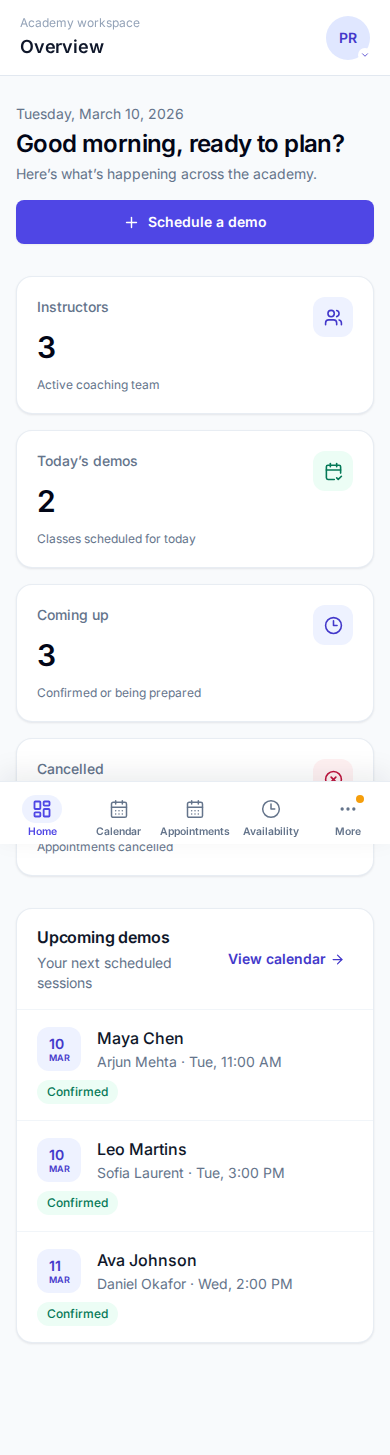 Academy workspace
Overview
PR
Tuesday, March 10, 2026
Good morning, ready to plan?
Here’s what’s happening across the academy.
Schedule a demo
Instructors
3
Active coaching team
Today’s demos
2
Classes scheduled for today
Coming up
3
Confirmed or being prepared
Cancelled
Home
Calendar
Appointments
Availability
More
Appointments cancelled
Upcoming demos
Your next scheduled
sessions
View calendar →
10
MAR
Maya Chen
Arjun Mehta · Tue, 11:00 AM
Confirmed
10
MAR
Leo Martins
Sofia Laurent · Tue, 3:00 PM
Confirmed
11
MAR
Ava Johnson
Daniel Okafor · Wed, 2:00 PM
Confirmed